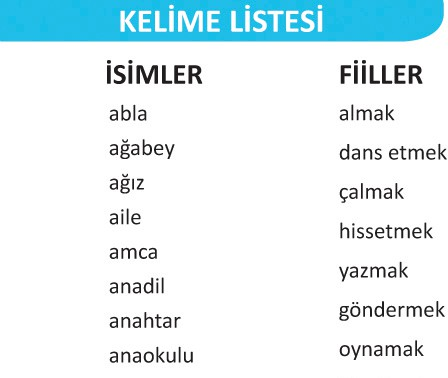 KELİME LİSTESİ
İSİMLER
abla
ağabey
ağız
aile
amca
anadil
anahtar
anaokulu
FİİLLER
almak
dans etmek
çalmak
hissetmek
yazmak
göndermek
oynamak